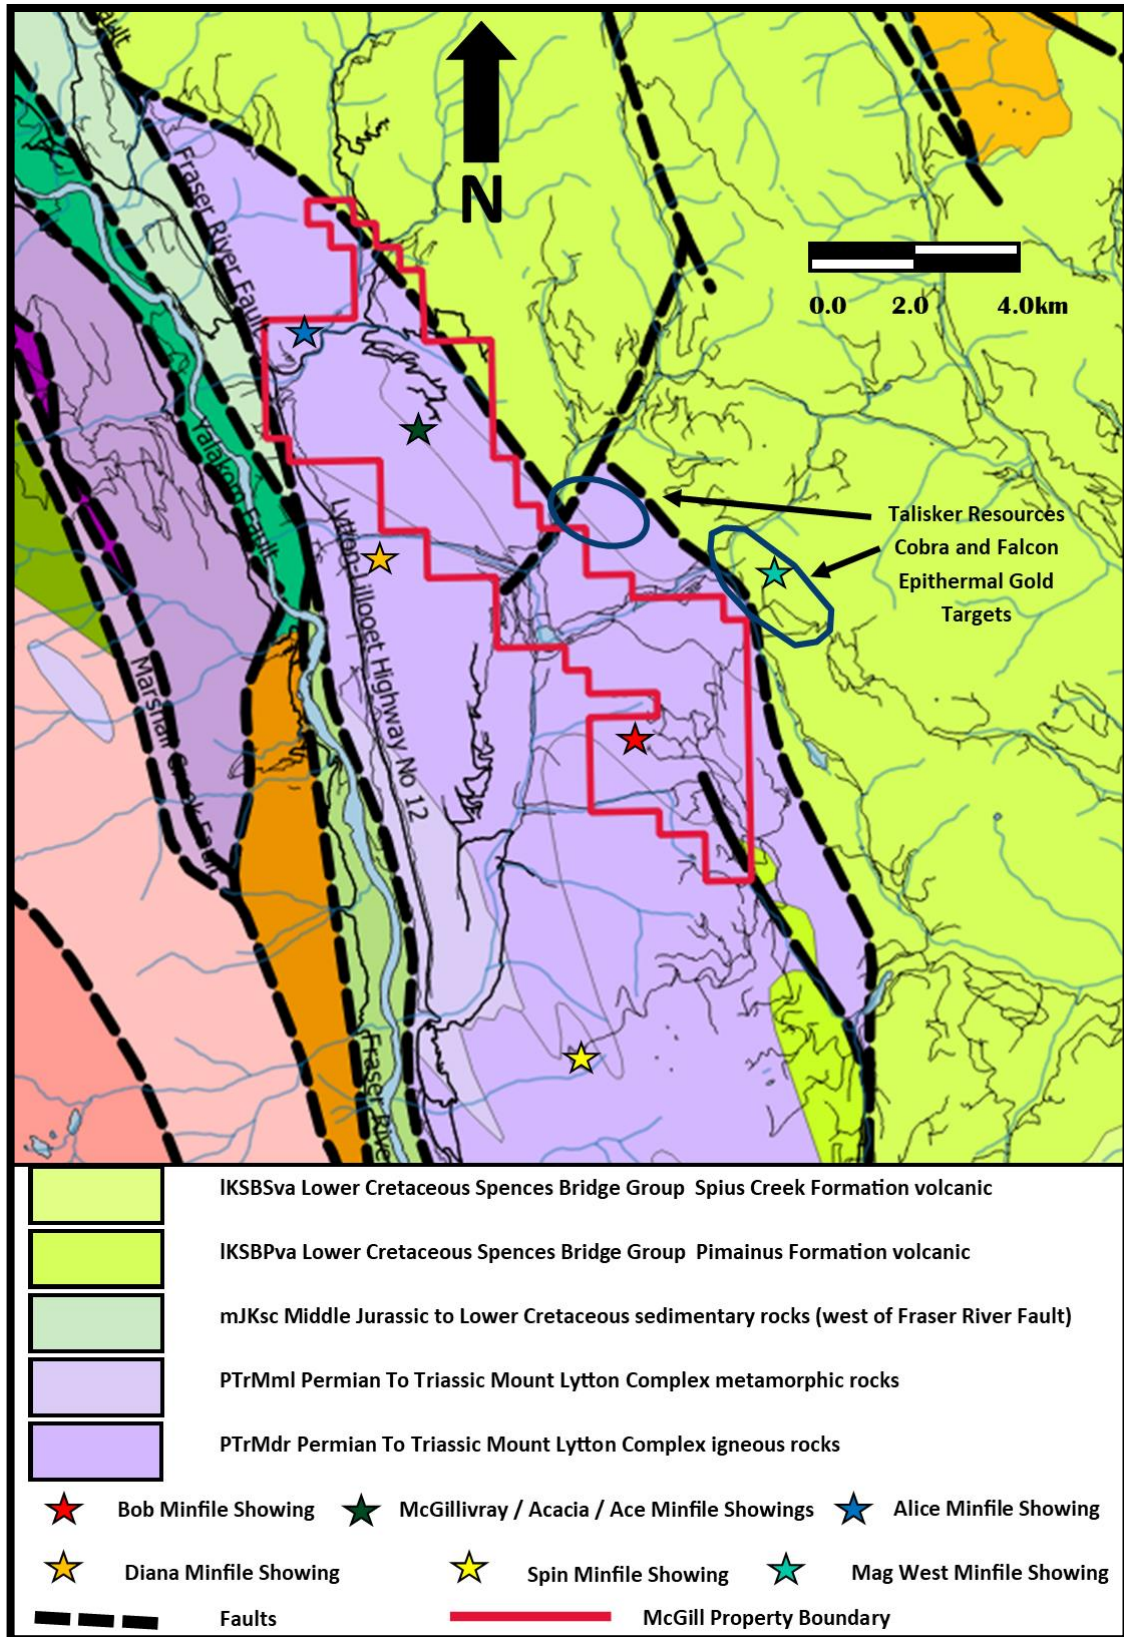 ault
N
Fraser River Fault
0.0 2.0 4.0km
Yalakom Fault
Lytton-Lillooet Highway No 12
Talisker Resources
Cobra and Falcon
Epithermal Gold
Targets
Marshall Creek Faul
Fraser Rive
lKSBSva Lower Cretaceous Spences Bridge Group Spius Creek Formation volcanic
lKSBPva Lower Cretaceous Spences Bridge Group Pimainus Formation volcanic
mJKsc Middle Jurassic to Lower Cretaceous sedimentary rocks (west of Fraser River Fault)
PTrMml Permian To Triassic Mount Lytton Complex metamorphic rocks
PTrMdr Permian To Triassic Mount Lytton Complex igneous rocks
Bob Minfile Showing McGillivray / Acacia / Ace Minfile Showings Alice Minfile Showing
Diana Minfile Showing Spin Minfile Showing Mag West Minfile Showing
Faults McGill Property Boundary